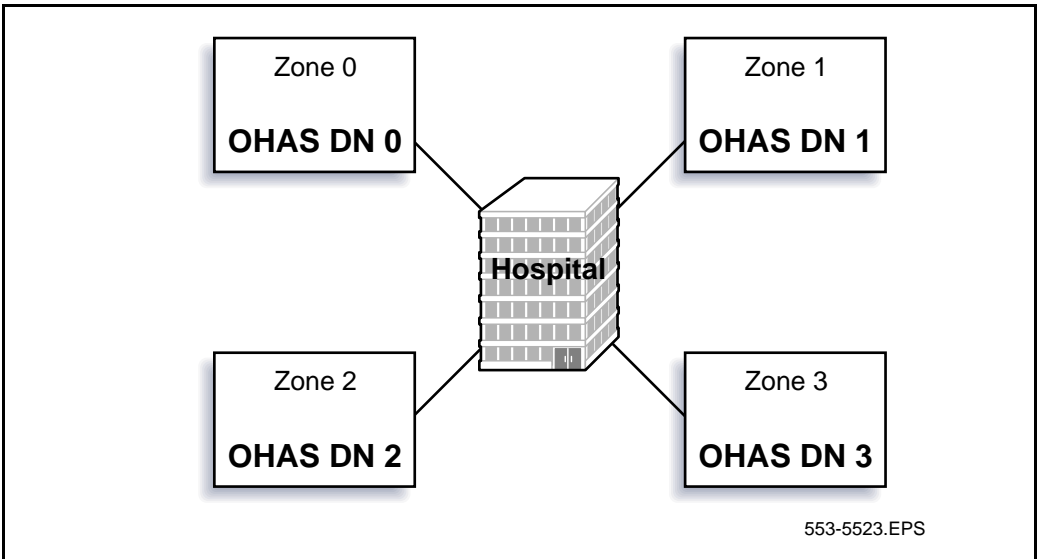 Zone 0
OHAS DN 0
Zone 1
OHAS DN 1
Hospital
Zone 2
OHAS DN 2
Zone 3
OHAS DN 3
553-5523.EPS